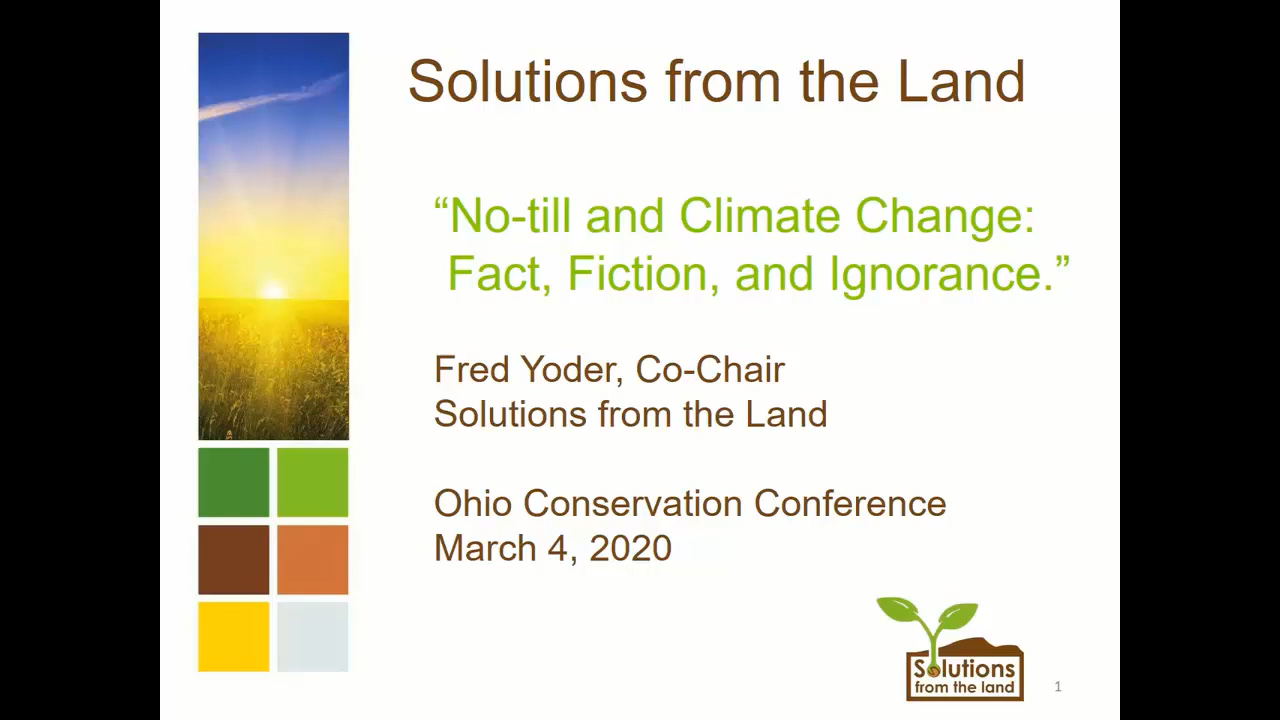 Solutions from the Land
“No-till and Climate Change:
Fact, Fiction, and Ignorance.”
Fred Yoder, Co-Chair
Solutions from the Land
Ohio Conservation Conference
March 4, 2020
Solutions
from the land
1